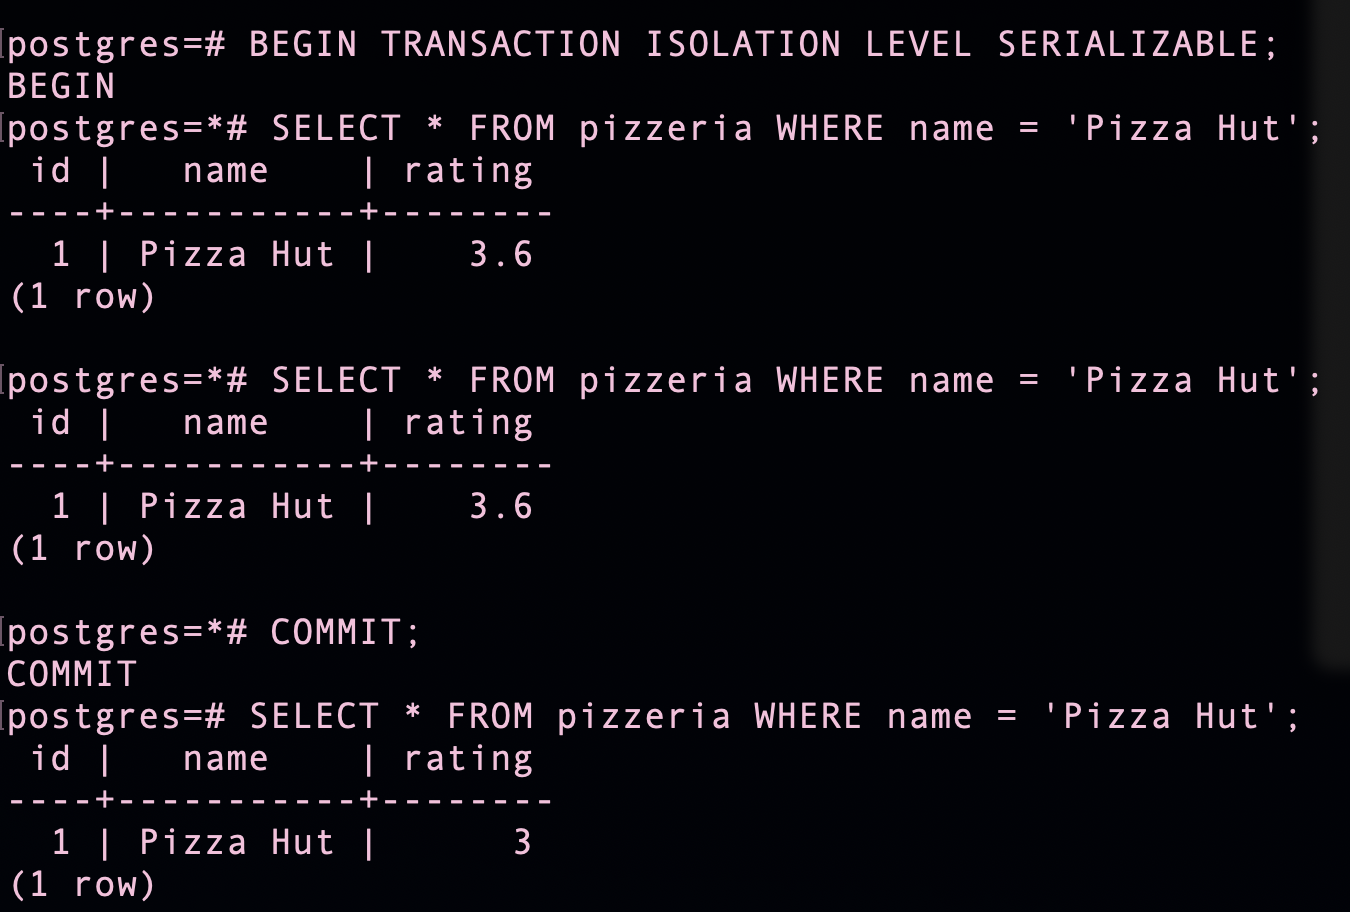 postgres=# BEGIN TRANSACTION ISOLATION LEVEL SERIALIZABLE;
BEGIN
postgres=*# SELECT * FROM pizzeria WHERE name = 'Pizza Hut';
 id |   name    | rating
----+-----------+--------
  1 | Pizza Hut |    3.6
(1 row)

postgres=*# SELECT * FROM pizzeria WHERE name = 'Pizza Hut';
 id |   name    | rating
----+-----------+--------
  1 | Pizza Hut |    3.6
(1 row)

postgres=*# COMMIT;
COMMIT
postgres=# SELECT * FROM pizzeria WHERE name = 'Pizza Hut';
 id |   name    | rating
----+-----------+--------
  1 | Pizza Hut |      3
(1 row)